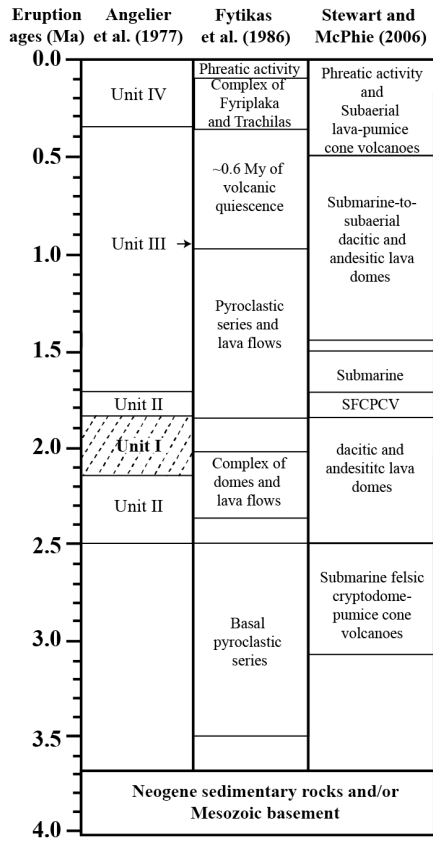 Eruption
ages (Ma)
Angelier
et al. (1977)
Fytikas
et al. (1986)
Stewart and
McPhie (2006)
0.0
0.5
1.0
1.5
2.0
2.5
3.0
3.5
4.0
Unit IV
Unit III
Unit II
Unit I
Unit II
Phreatic activity
Complex of
Fyriplaka
and Trachilas
~0.6 My of
volcanic
quiescence
Pyroclastic
series and
lava flows
Complex of
domes and
lava flows
Basal
pyroclastic
series
Phreatic activity
and
Subaerial
lava-pumice
cone volcanoes
Submarine-to-
subaerial
dacitic and
andesitic lava
domes
Submarine
SFCPCV
dacitic and
andesititc lava
domes
Submarine felsic
cryptodome-
pumice cone
volcanoes
Neogene sedimentary rocks and/or
Mesozoic basement